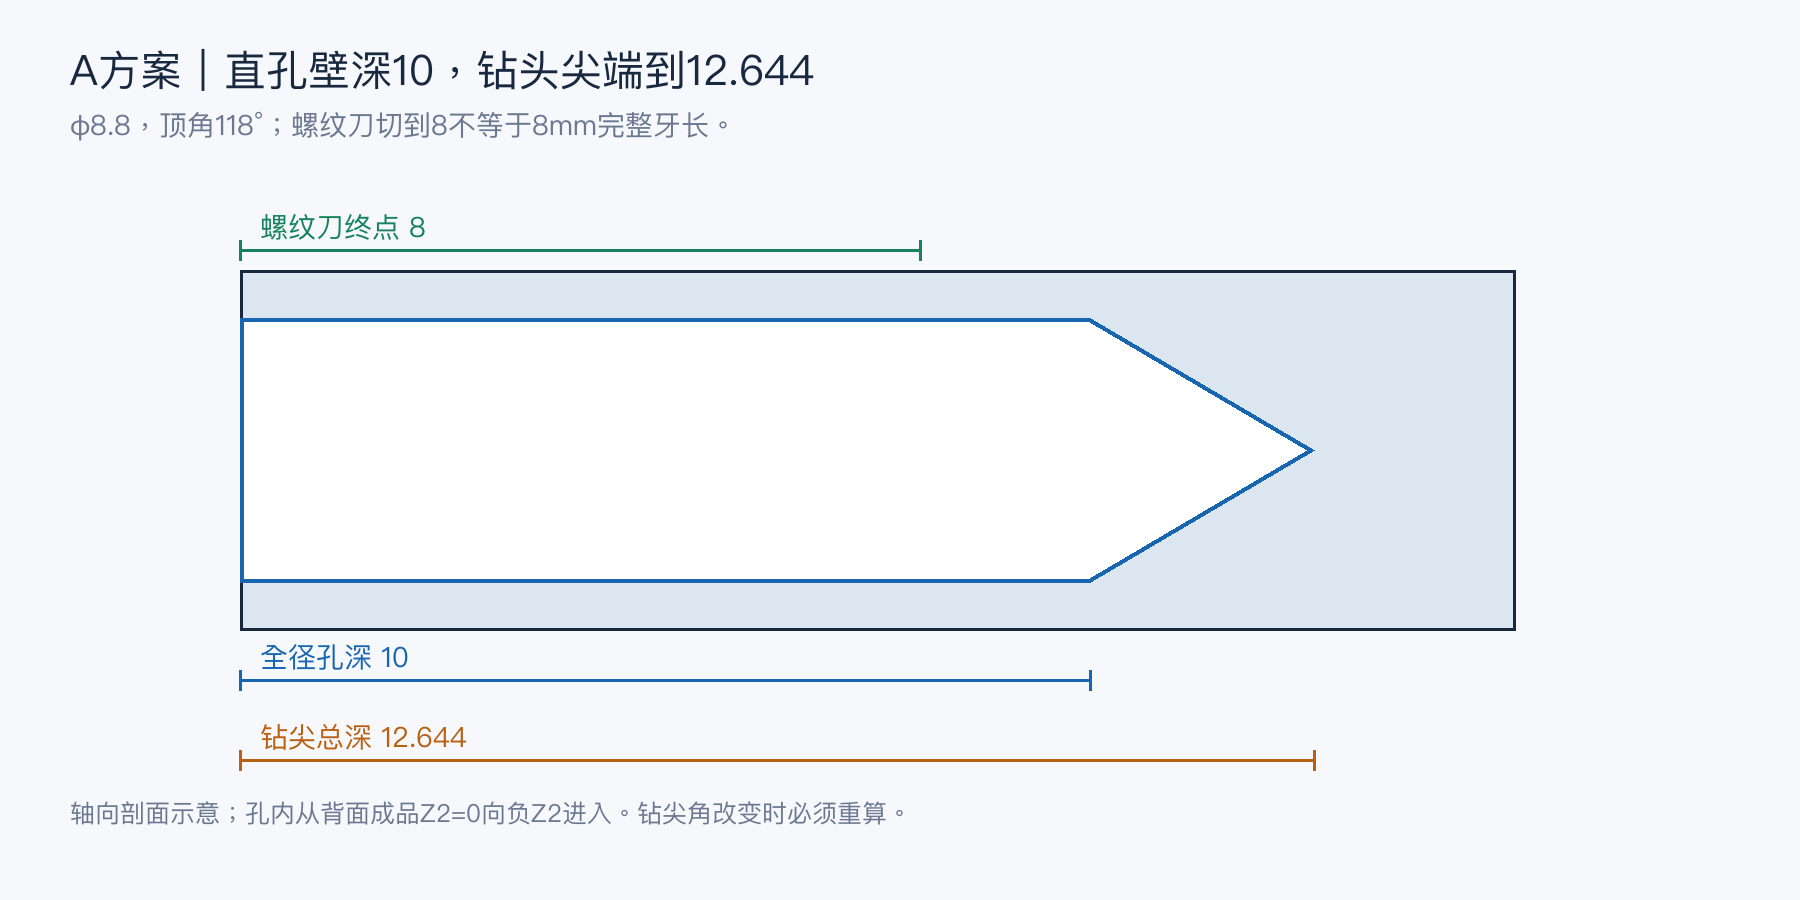 A方案｜直孔壁深10，钻头尖端到12.644
ф8.8，顶角118°；螺纹刀切到8不等于8mm完整牙长。
螺纹刀终点 8
全径孔深 10
钻尖总深 12.644
轴向剖面示意；孔内从背面成品Z2=0向负Z2进入。钻尖角改变时必须重算。